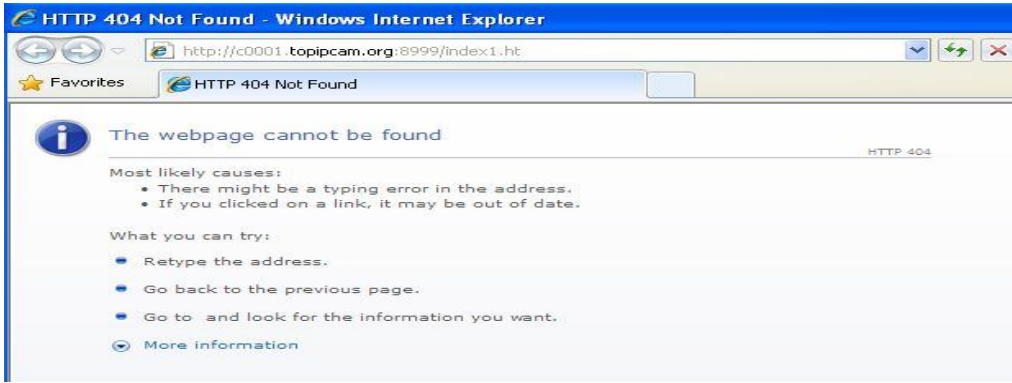 HTTP 404 Not Found - Windows Internet Explorer
http://c0001.topipcam.org:8999/index1.ht
Favorites HTTP 404 Not Found
The webpage cannot be found
HTTP 404
Most likely causes:
• There might be a typing error in the address.
• If you clicked on a link, it may be out of date.
What you can try:
Retype the address.
Go back to the previous page.
Go to  and look for the information you want.
More information